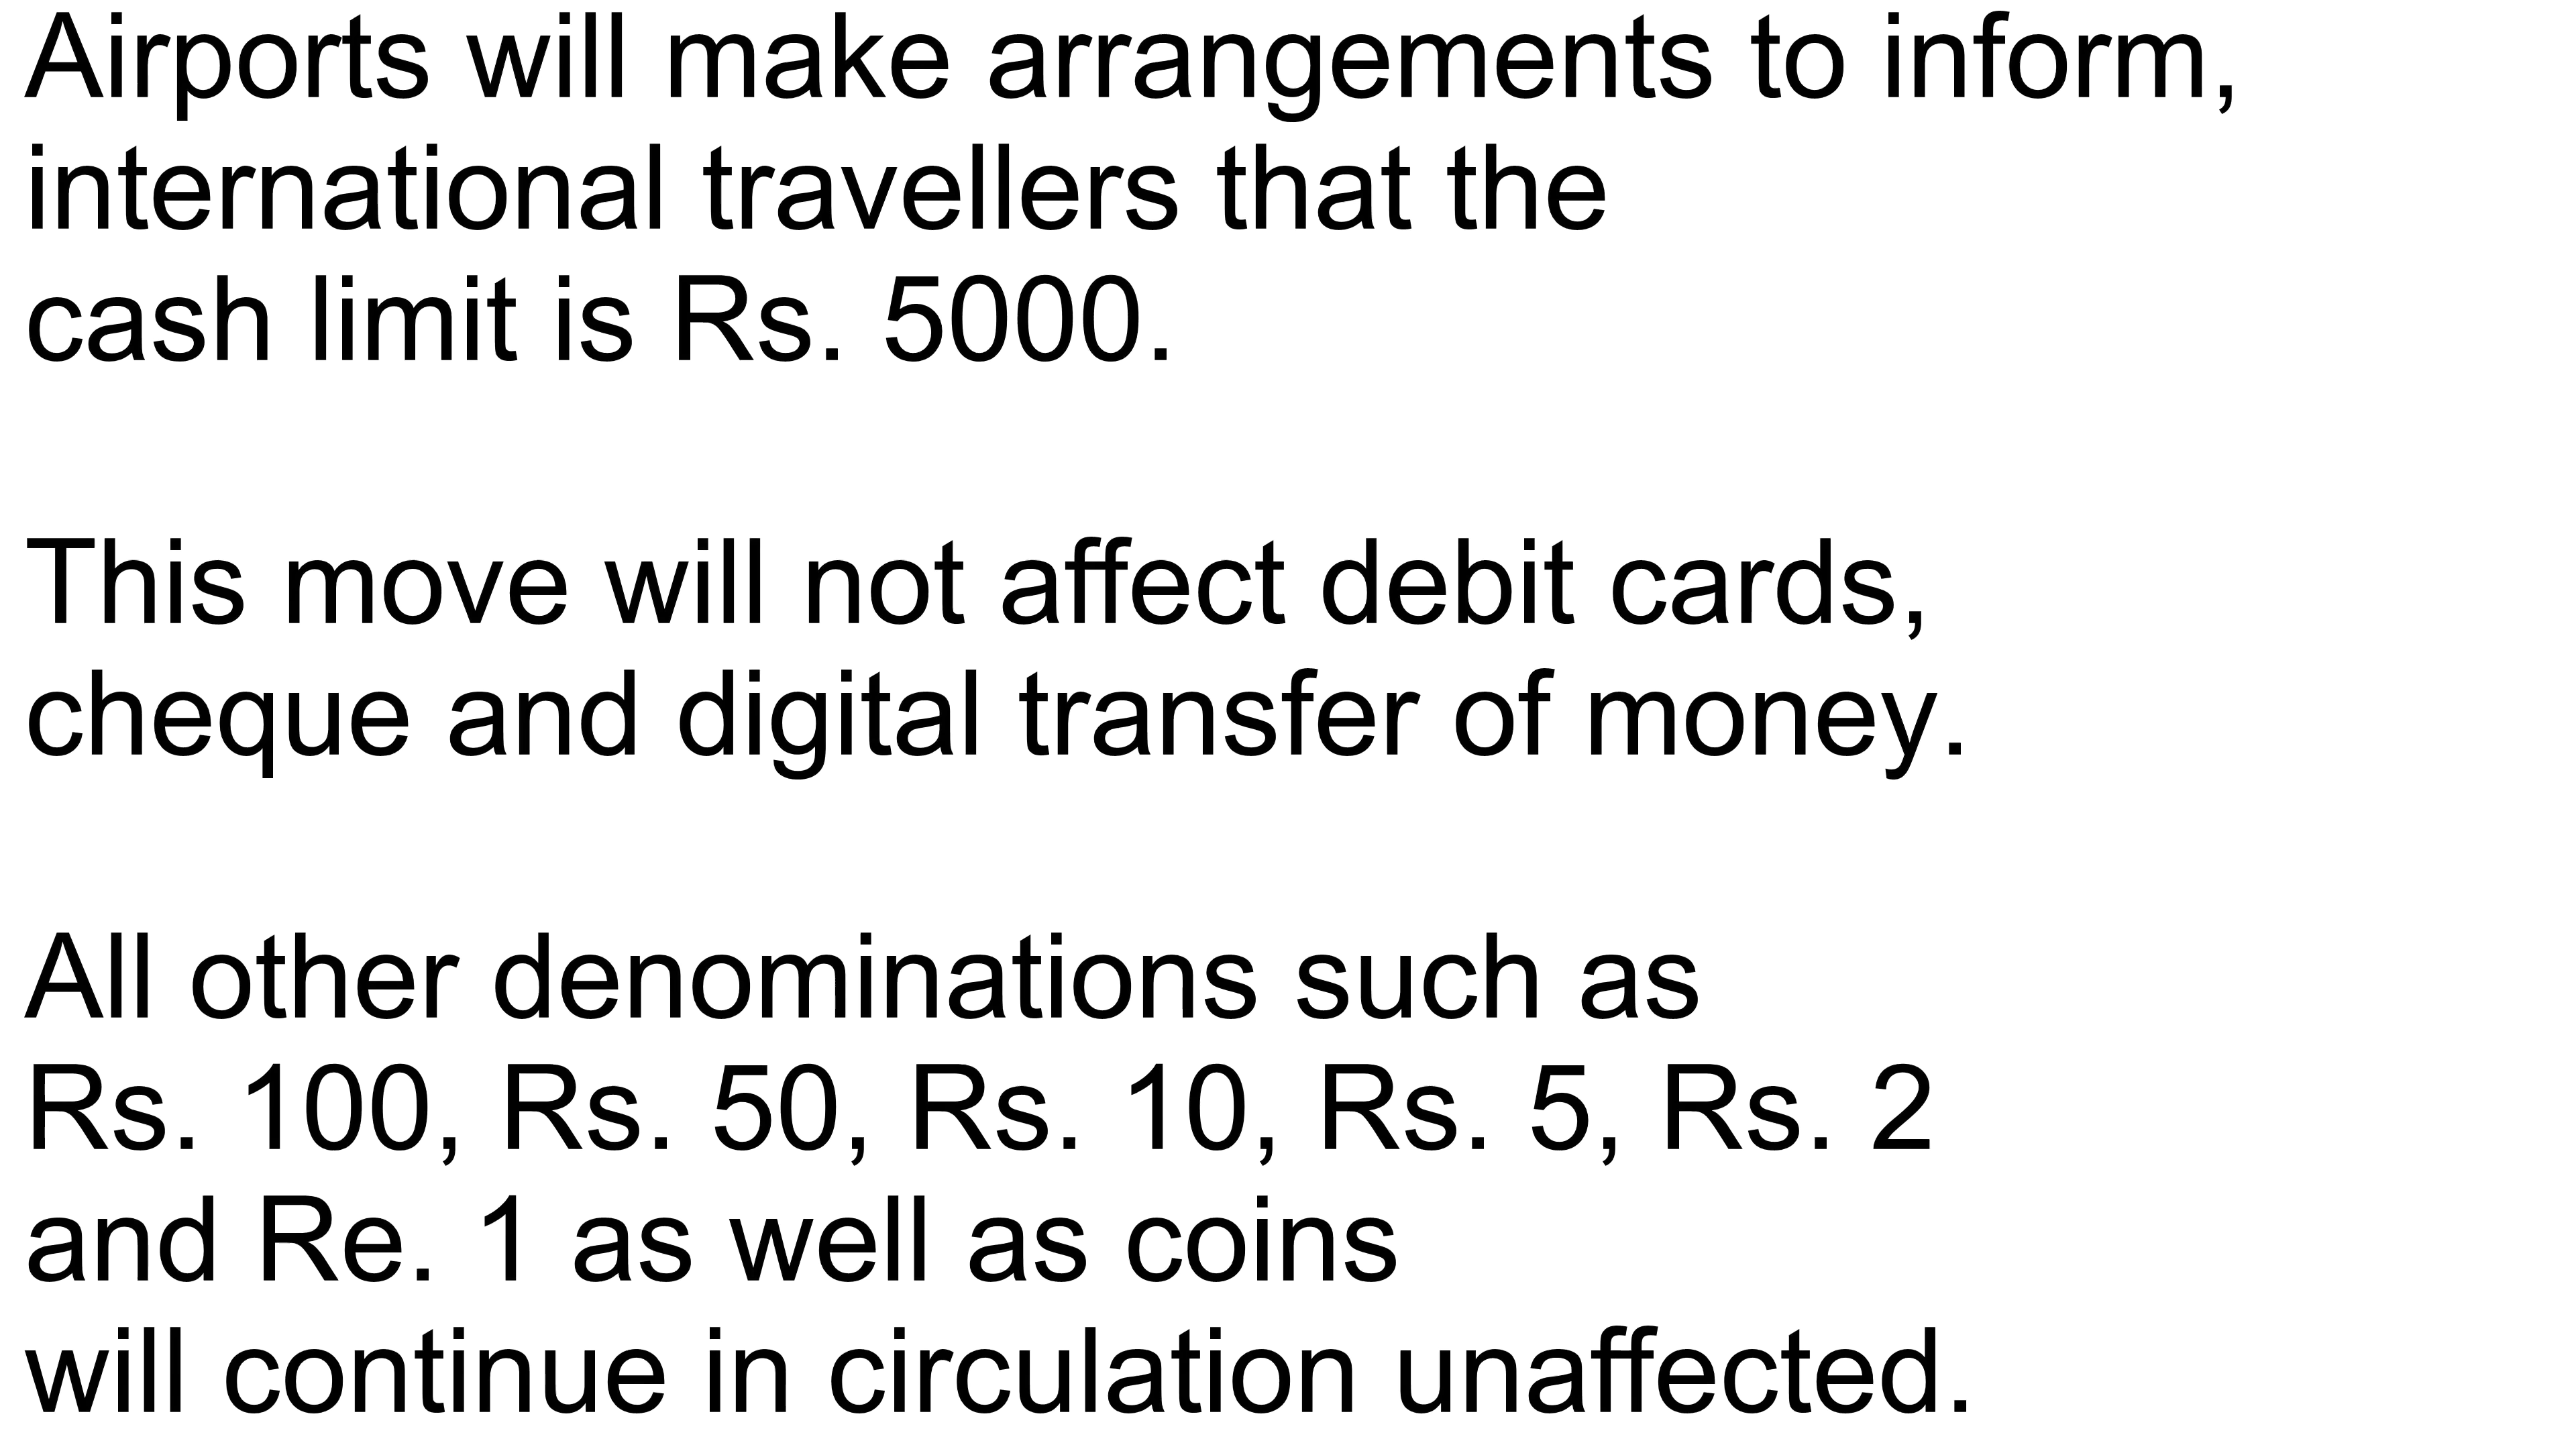 Airports will make arrangements to inform,
international travellers that the
cash limit is Rs. 5000.
This move will not affect debit cards,
cheque and digital transfer of money.
All other denominations such as
Rs. 100, Rs. 50, Rs. 10, Rs. 5, Rs. 2
and Re. 1 as well as coins
will continue in circulation unaffected.